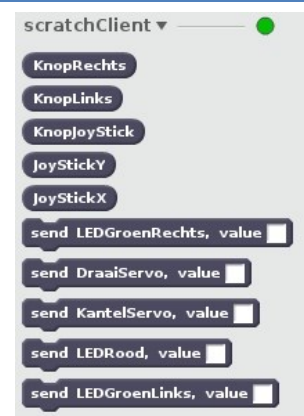 scratchClient
KnopRechts
KnopLinks
KnopJoyStick
JoyStickY
JoyStickX
send LEDGroenRechts, value
send DraaiServo, value
send KantelServo, value
send LEDRood, value
send LEDGroenLinks, value